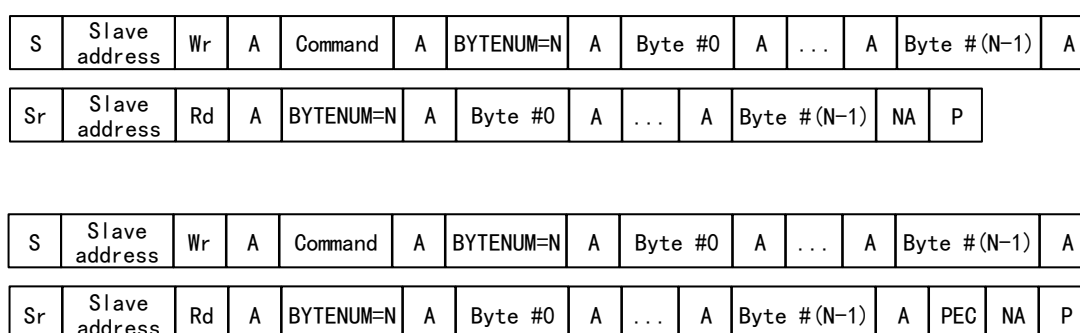 S Slave address Wr A Command A BYTENUM=N A Byte #0 A ... A Byte #(N-1) A
Sr Slave address Rd A BYTENUM=N A Byte #0 A ... A Byte #(N-1) NA P
S Slave address Wr A Command A BYTENUM=N A Byte #0 A ... A Byte #(N-1) A
Sr Slave address Rd A BYTENUM=N A Byte #0 A ... A Byte #(N-1) A PEC NA P